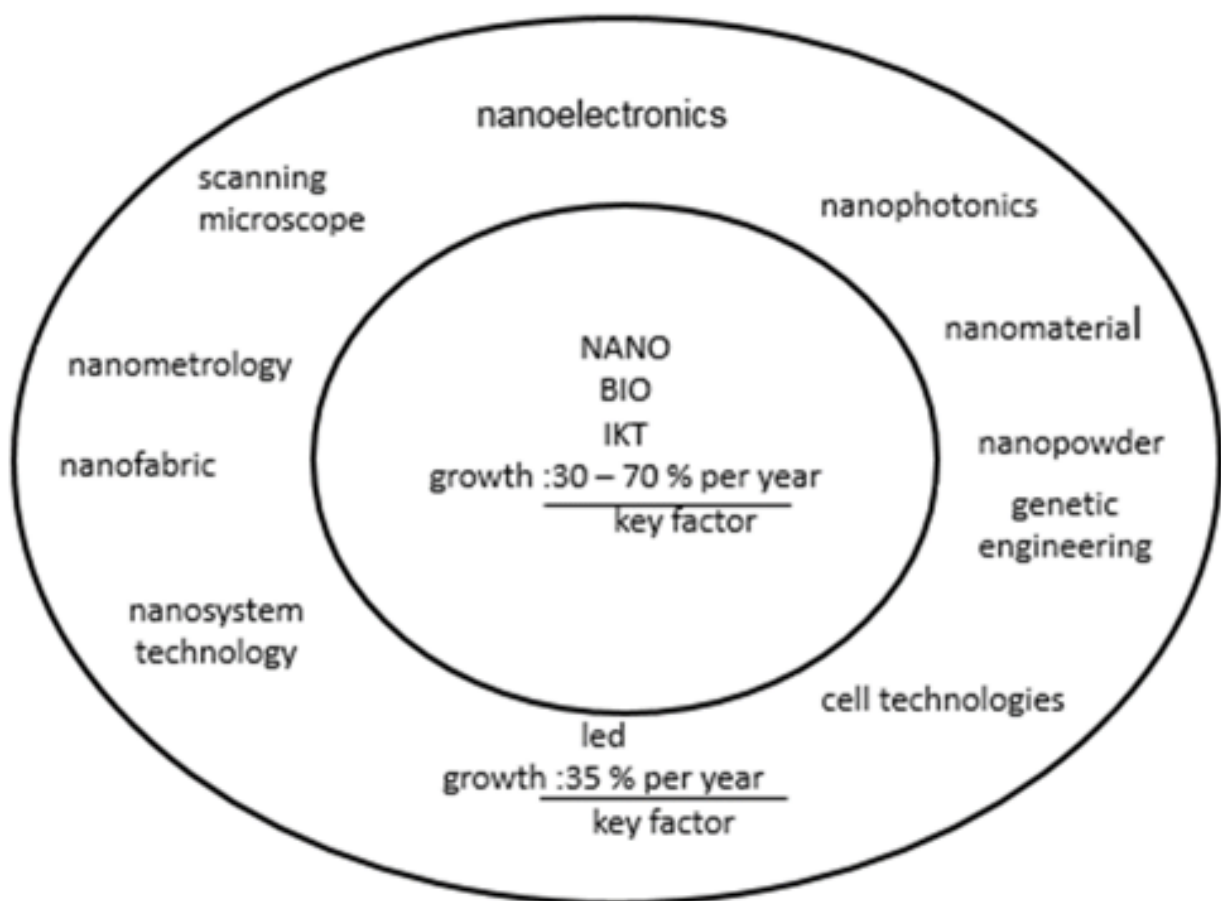 nanoelectronics
scanning
microscope
nanophotonics
nanomaterial
nanometrology
NANO
BIO
IKT
growth :30 – 70 % per year
key factor
nanofabric
nanopowder
genetic
engineering
nanosystem
technology
cell technologies
led
growth :35 % per year
key factor